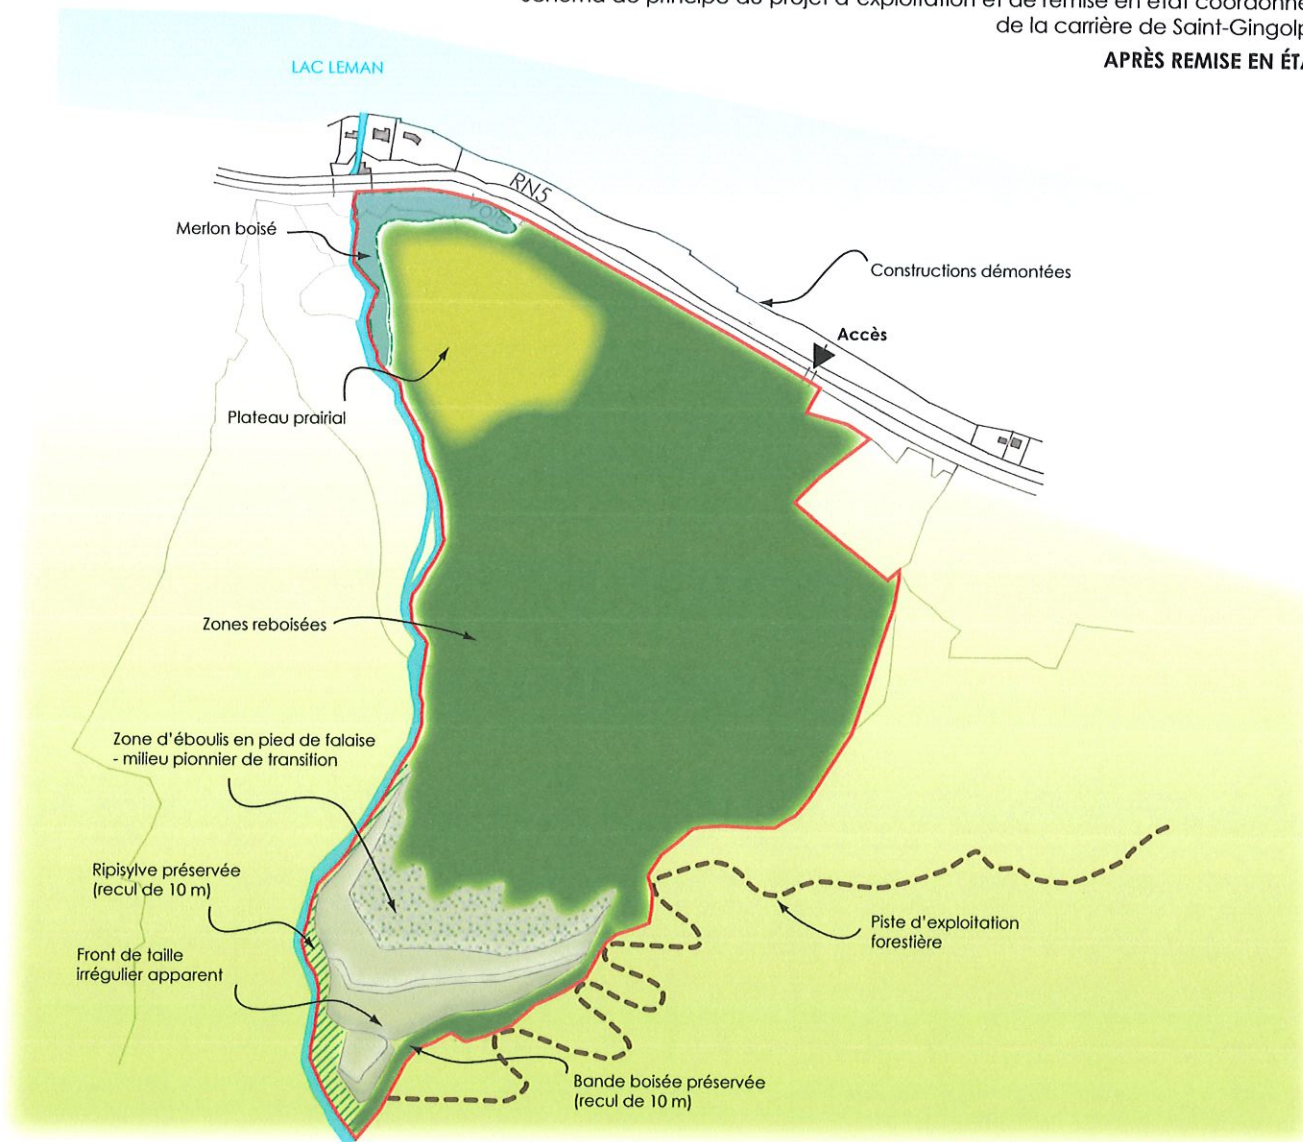 de la carrière de Saint-Gingolp
APRÈS REMISE EN ÉTA
LAC LEMAN
RN5
Merlon boisé
Constructions démontées
Accès
Plateau prairial
Zones reboisées
Zone d'éboulis en pied de falaise
- milieu pionnier de transition
Ripisylve préservée
(recul de 10 m)
Piste d'exploitation
forestière
Front de taille
irrégulier apparent
Bande boisée préservée
(recul de 10 m)